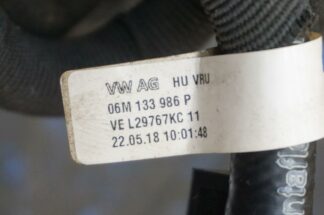 VW AG HU VRU
06M 133 986 P
VE L29767KC 11
22.05.18 10:01:48